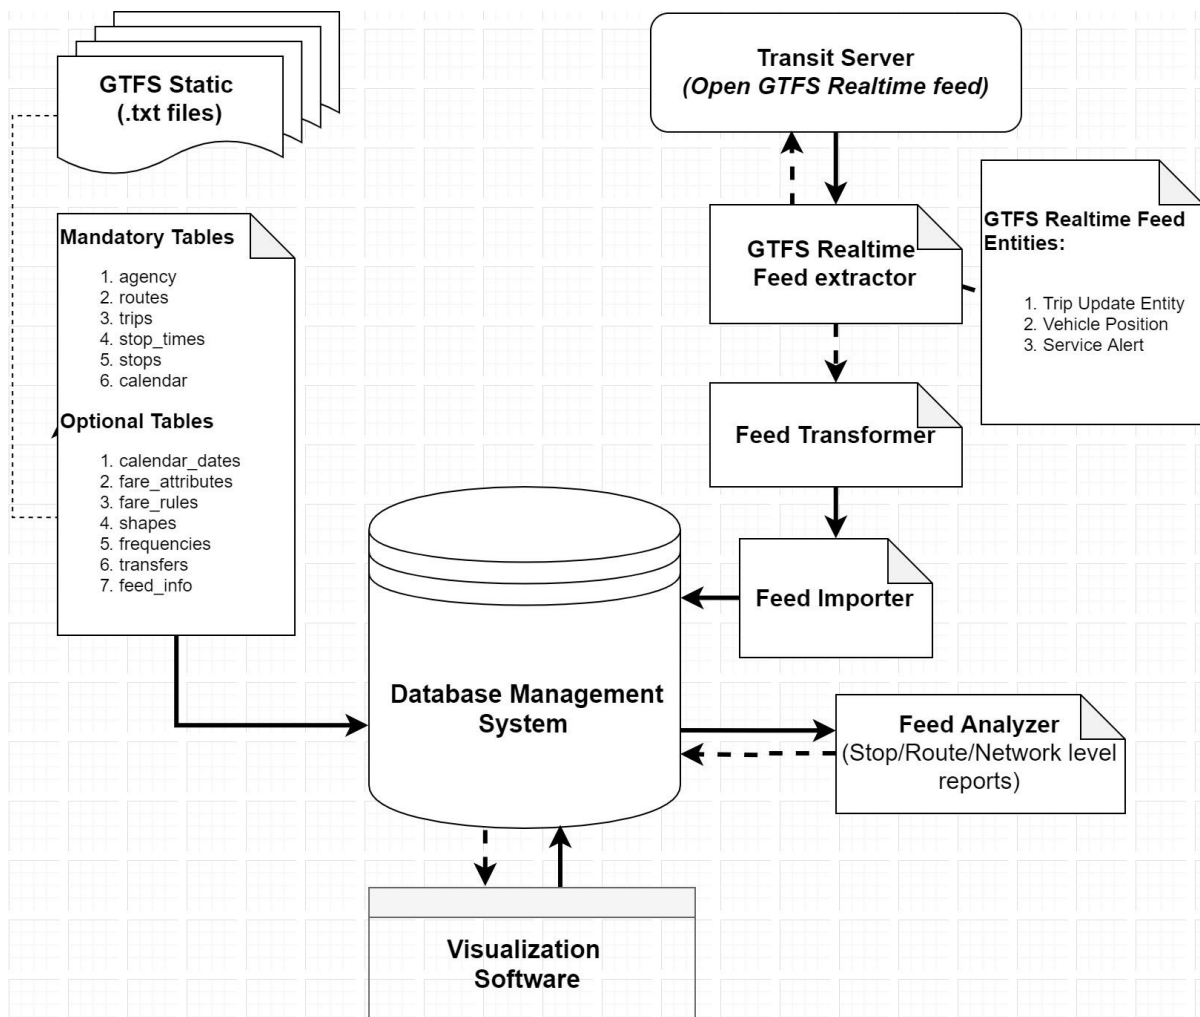 GTFS Static
(.txt files)
Transit Server
(Open GTFS Realtime feed)
Mandatory Tables
1. agency
2. routes
3. trips
4. stop_times
5. stops
6. calendar
Optional Tables
1. calendar_dates
2. fare_attributes
3. fare_rules
4. shapes
5. frequencies
6. transfers
7. feed_info
GTFS Realtime
Feed extractor
GTFS Realtime Feed
Entities:
1. Trip Update Entity
2. Vehicle Position
3. Service Alert
Feed Transformer
Feed Importer
Database Management
System
Feed Analyzer
(Stop/Route/Network level
reports)
Visualization
Software